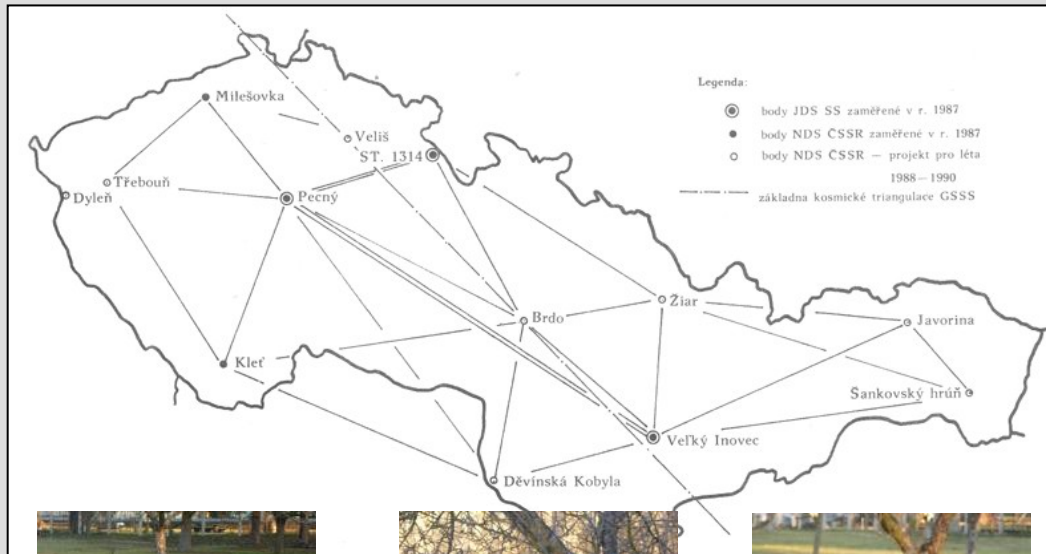 Milešovka
Veliš
ST. 1314
Třebouň
Dyleň
Pecný
Legenda:
body JDS SS zaměřené v r. 1987
body NDS ČSSR zaměřené v r. 1987
body NDS ČSSR — projekt pro léta
1988—1990
základna kosmické triangulace GSSS
Žiar
Brdo
Javorina
Kleť
Šankovský hrúň
Veľký Inovec
Děvínská Kobyla